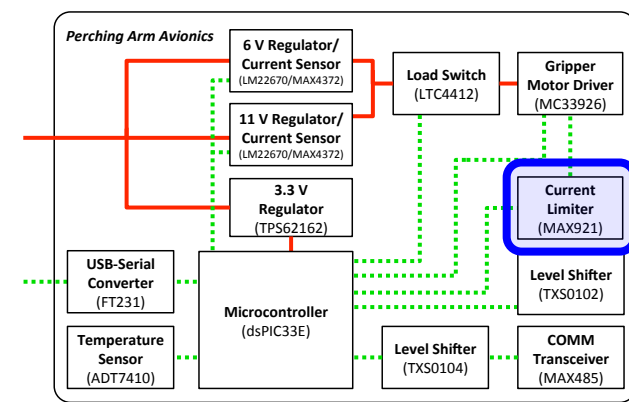 Perching Arm Avionics
6 V Regulator/
Current Sensor
(LM22670/MAX4372)
Load Switch
(LTC4412)
Gripper
Motor Driver
(MC33926)
11 V Regulator/
Current Sensor
(LM22670/MAX4372)
3.3 V
Regulator
(TPS62162)
Current
Limiter
(MAX921)
USB-Serial
Converter
(FT231)
Microcontroller
(dsPIC33E)
Level Shifter
(TXS0102)
Temperature
Sensor
(ADT7410)
Level Shifter
(TXS0104)
COMM
Transceiver
(MAX485)